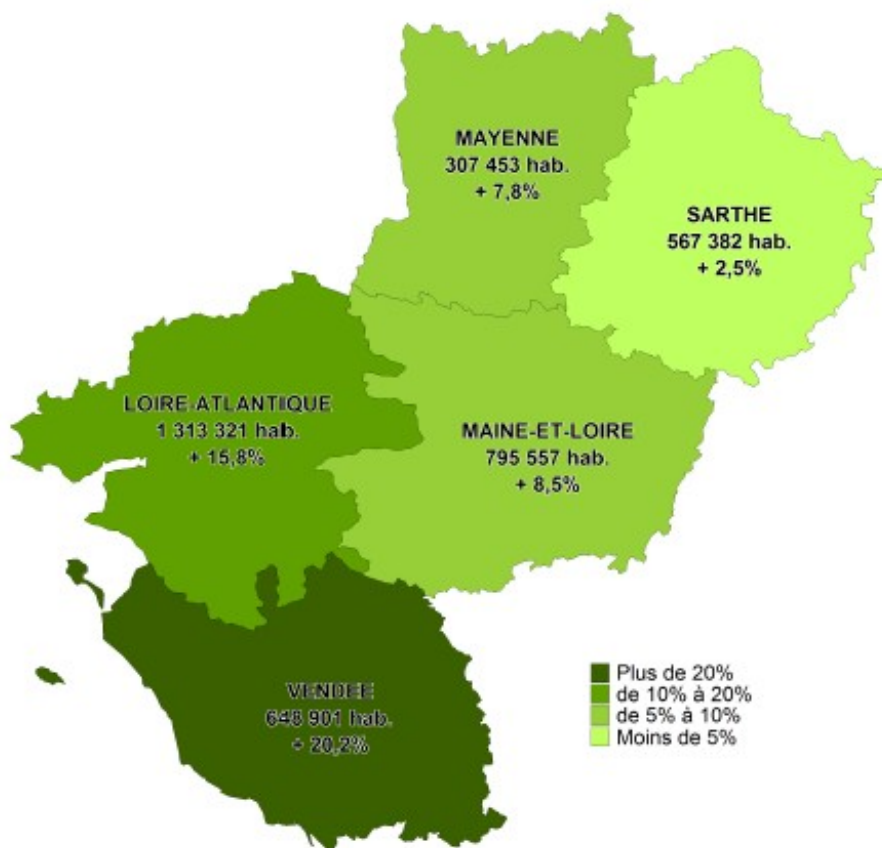 MAYENNE
307 453 hab.
+ 7,8%
SARTHE
567 382 hab.
+ 2,5%
LOIRE-ATLANTIQUE
1 313 321 hab.
+ 15,8%
MAINE-ET-LOIRE
795 557 hab.
+ 8,5%
VENDEE
648 901 hab.
+ 20,2%
Plus de 20%
de 10% à 20%
de 5% à 10%
Moins de 5%